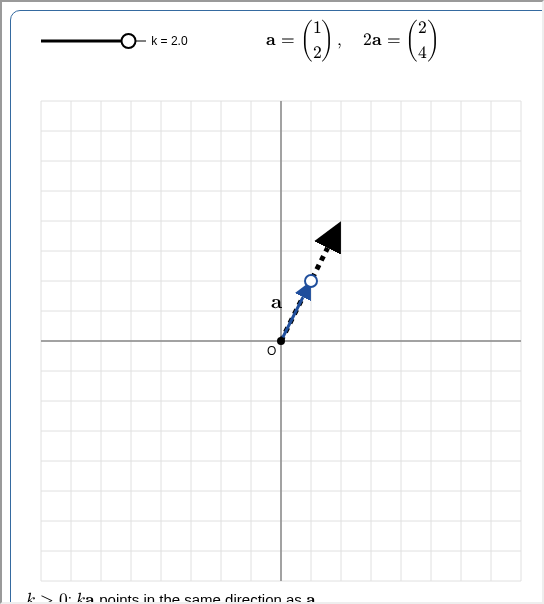 k = 2.0
a = (1 2), 2a = (2 4)
a
O
k > 0: ka points in the same direction as a